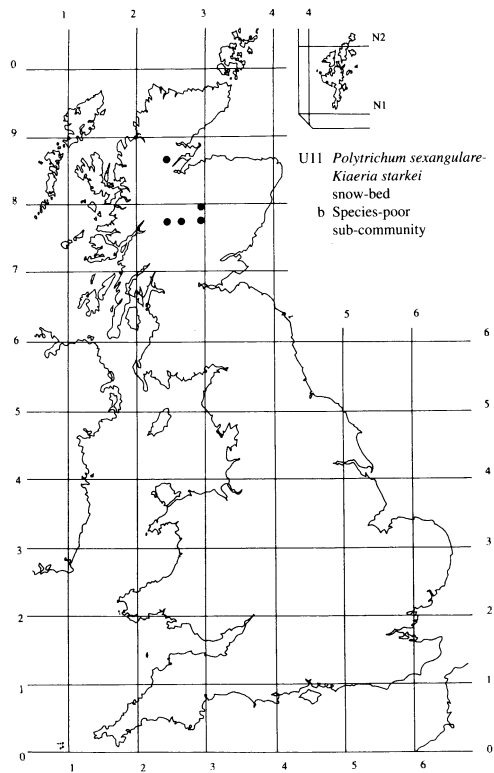 1 2 3 4 4
N2
N1
0
9
8
7
6
5
4
3
2
1
0
U11 Polytrichum sexangulare-
Kiaeria starkei
snow-bed
b Species-poor
sub-community
5 6
6
5
4
3
2
1
0
1 2 3 4 5 6